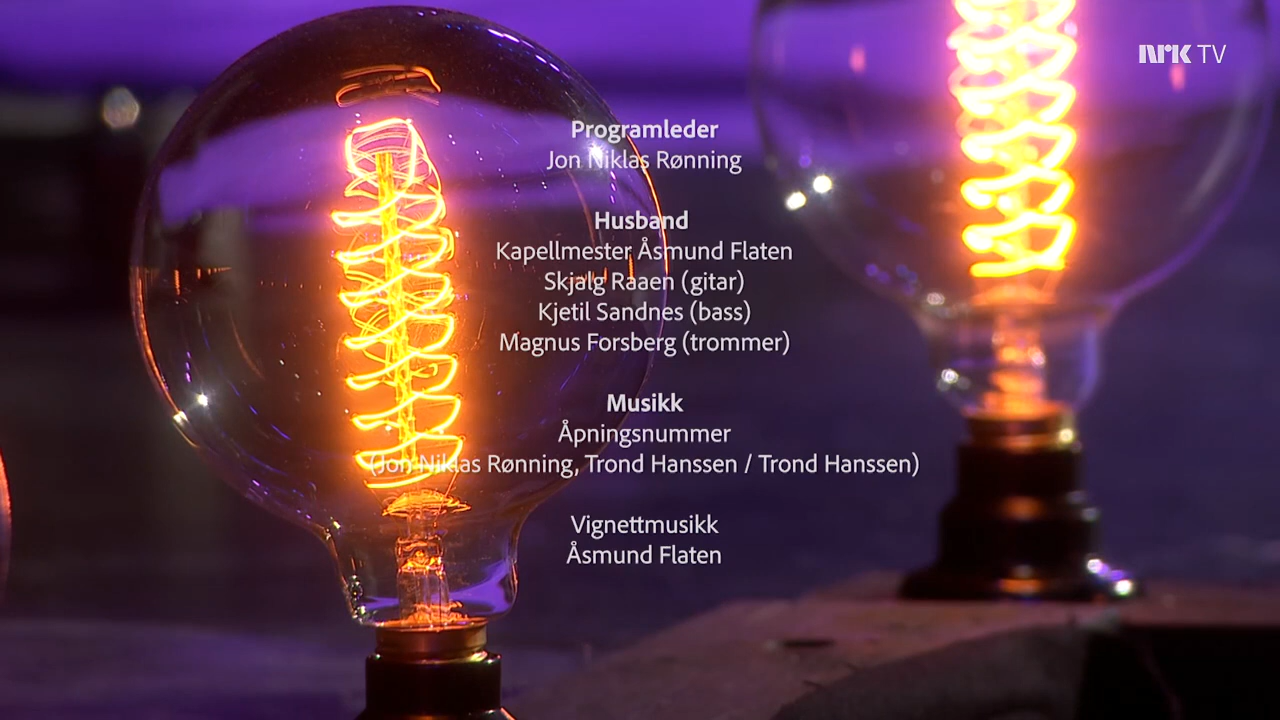 NRK TV
Programleder
Jon Niklas Rønning
Husband
Kapellmester Åsmund Flaten
Skjalg Raaen (gitar)
Kjetil Sandnes (bass)
Magnus Forsberg (trommer)
Musikk
Åpningsnummer
(Jon Niklas Rønning, Trond Hanssen / Trond Hanssen)
Vignettmusikk
Åsmund Flaten